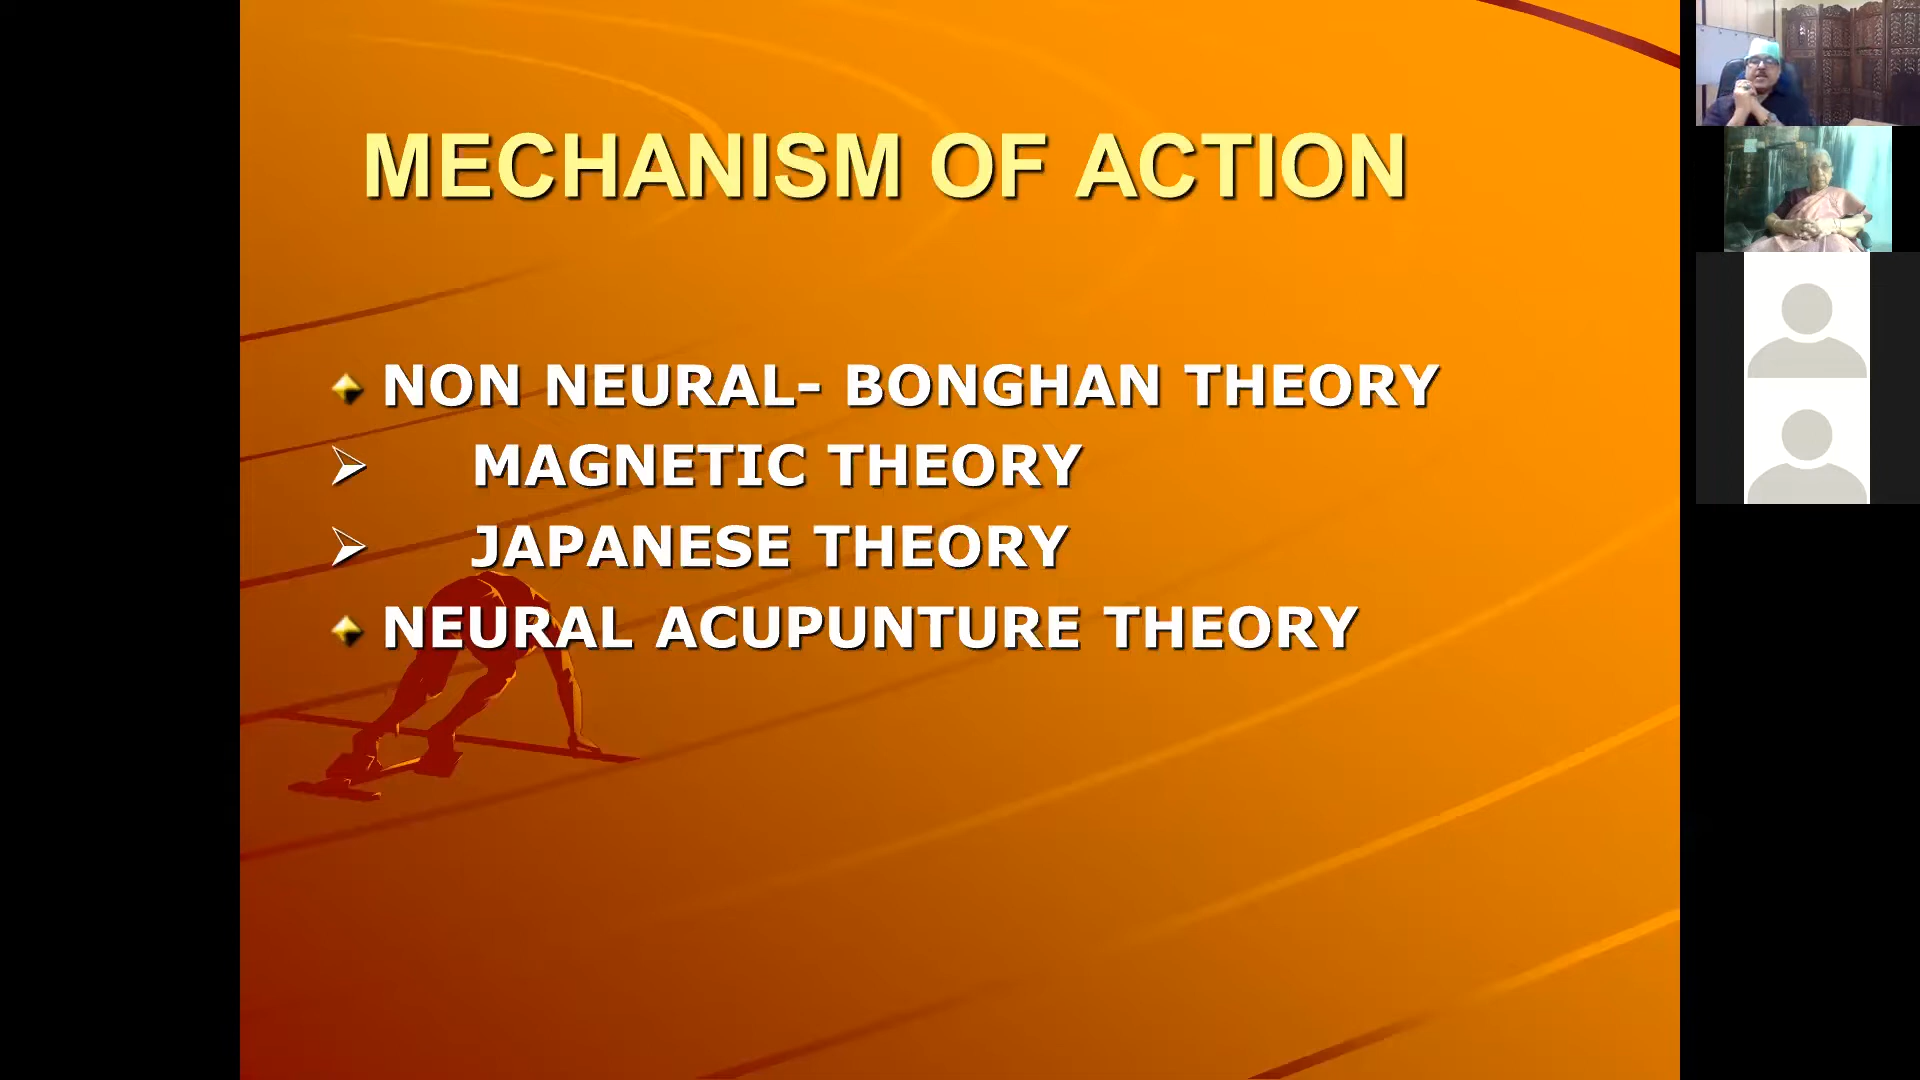 MECHANISM OF ACTION
NON NEURAL- BONGHAN THEORY
MAGNETIC THEORY
JAPANESE THEORY
NEURAL ACUPUNTURE THEORY